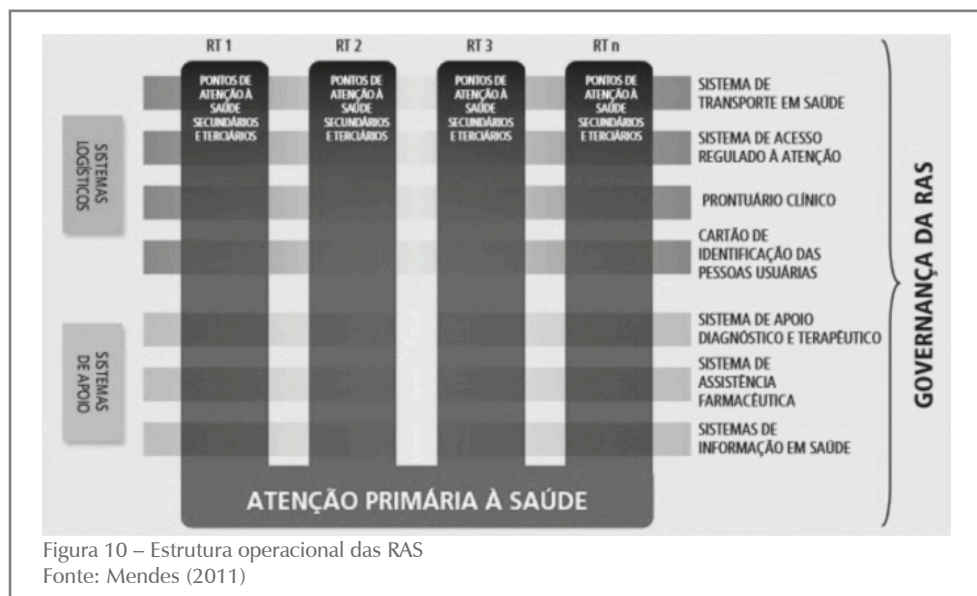 RT 1
RT 2
RT 3
RT n
PONTOS DE
ATENÇÃO À
SAÚDE
SECUNDÁRIOS
E TERCIÁRIOS
PONTOS DE
ATENÇÃO À
SAÚDE
SECUNDÁRIOS
E TERCIÁRIOS
PONTOS DE
ATENÇÃO À
SAÚDE
SECUNDÁRIOS
E TERCIÁRIOS
PONTOS DE
ATENÇÃO À
SAÚDE
SECUNDÁRIOS
E TERCIÁRIOS
SISTEMAS
LOGÍSTICOS
SISTEMA DE
TRANSPORTE EM SAÚDE
SISTEMA DE ACESSO
REGULADO À ATENÇÃO
PRONTUÁRIO CLÍNICO
CARTÃO DE
IDENTIFICAÇÃO DAS
PESSOAS USUÁRIAS
SISTEMAS
DE APOIO
SISTEMA DE APOIO
DIAGNÓSTICO E TERAPÊUTICO
SISTEMA DE
ASSISTÊNCIA
FARMACÊUTICA
SISTEMAS DE
INFORMAÇÃO EM SAÚDE
GOVERNANÇA DA RAS
ATENÇÃO PRIMÁRIA À SAÚDE
Figura 10 – Estrutura operacional das RAS
Fonte: Mendes (2011)